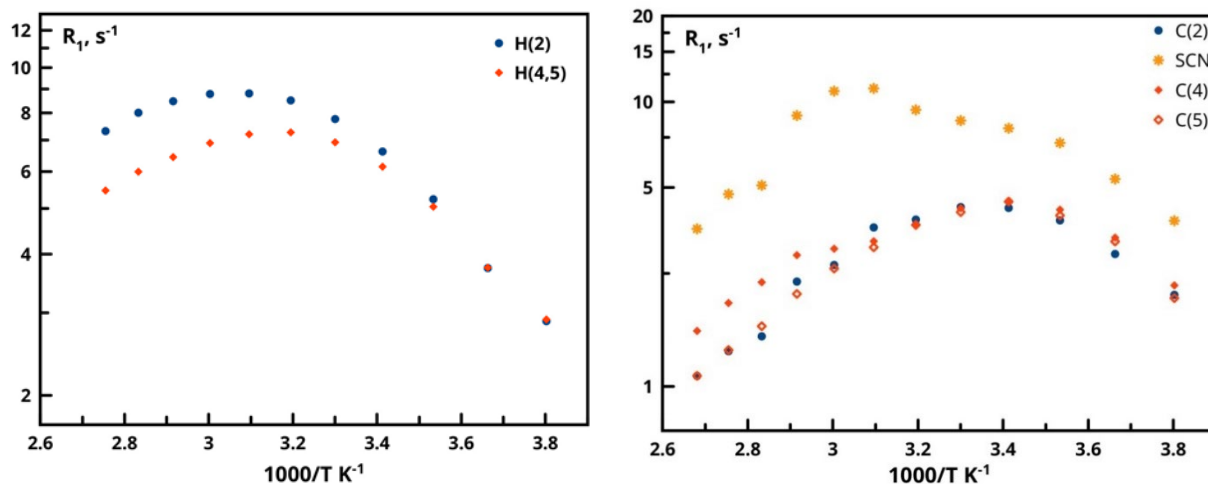 12
R₁, s⁻¹
H(2)
H(4,5)
10
8
6
4
2
2.6 2.8 3 3.2 3.4 3.6 3.8
1000/T K⁻¹
20
R₁, s⁻¹
C(2)
15
SCN
C(4)
10
C(5)
5
1
2.6 2.8 3 3.2 3.4 3.6 3.8
1000/T K⁻¹